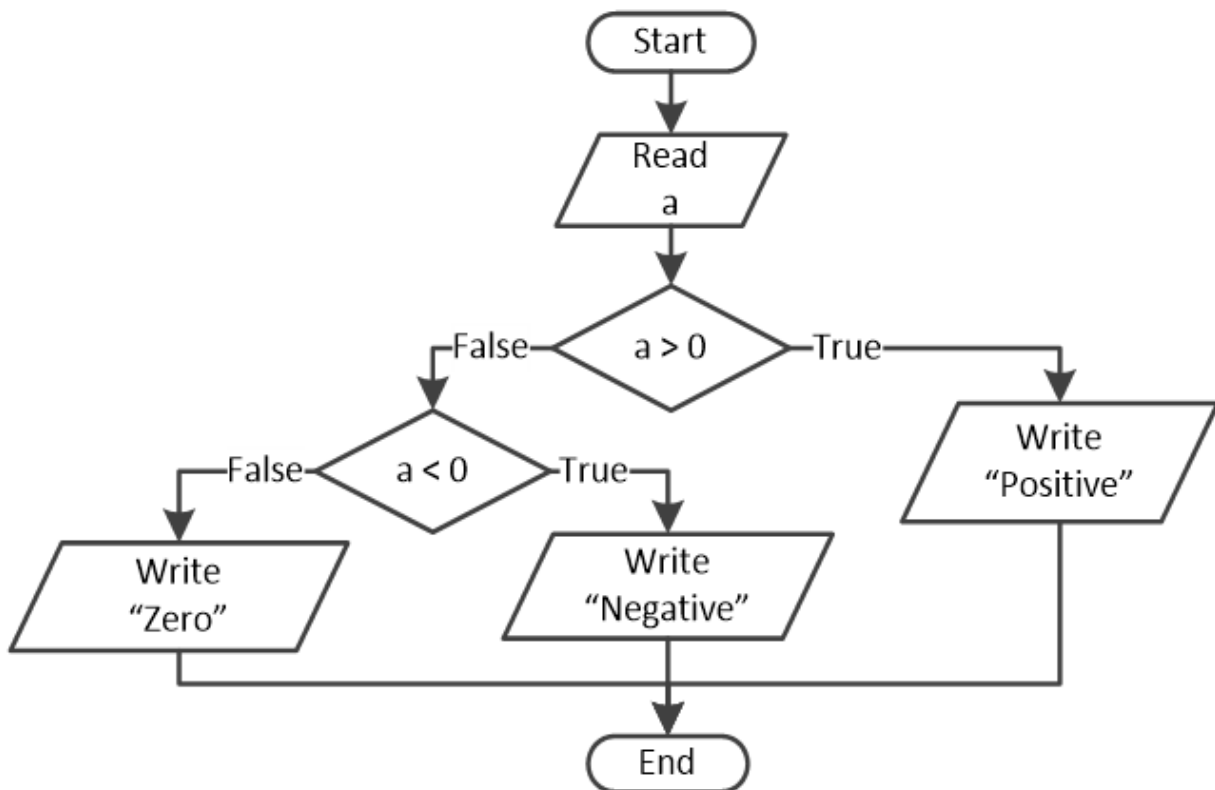 Start
Read
a
a > 0
False
True
a < 0
False
True
Write
“Positive”
Write
“Zero”
Write
“Negative”
End